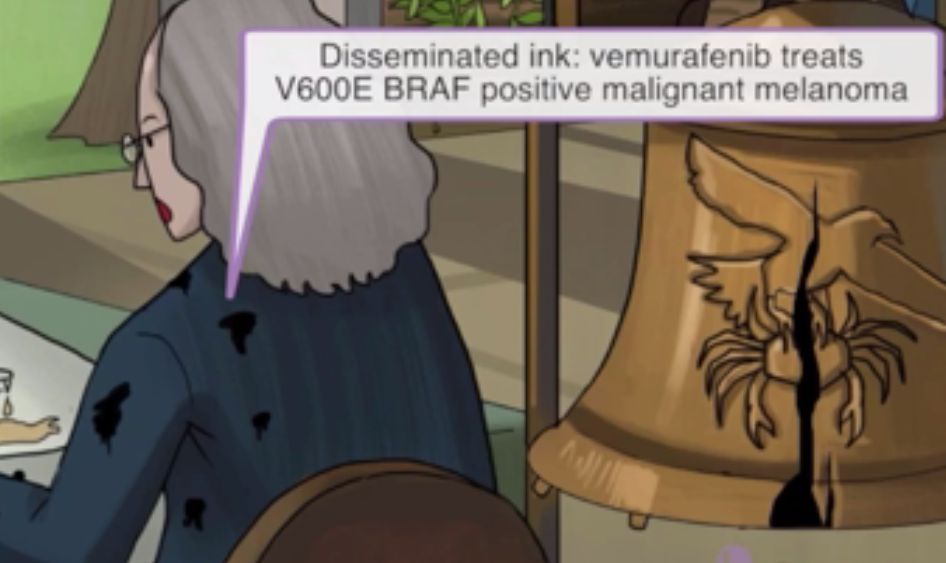 Disseminated ink: vemurafenib treats
V600E BRAF positive malignant melanoma